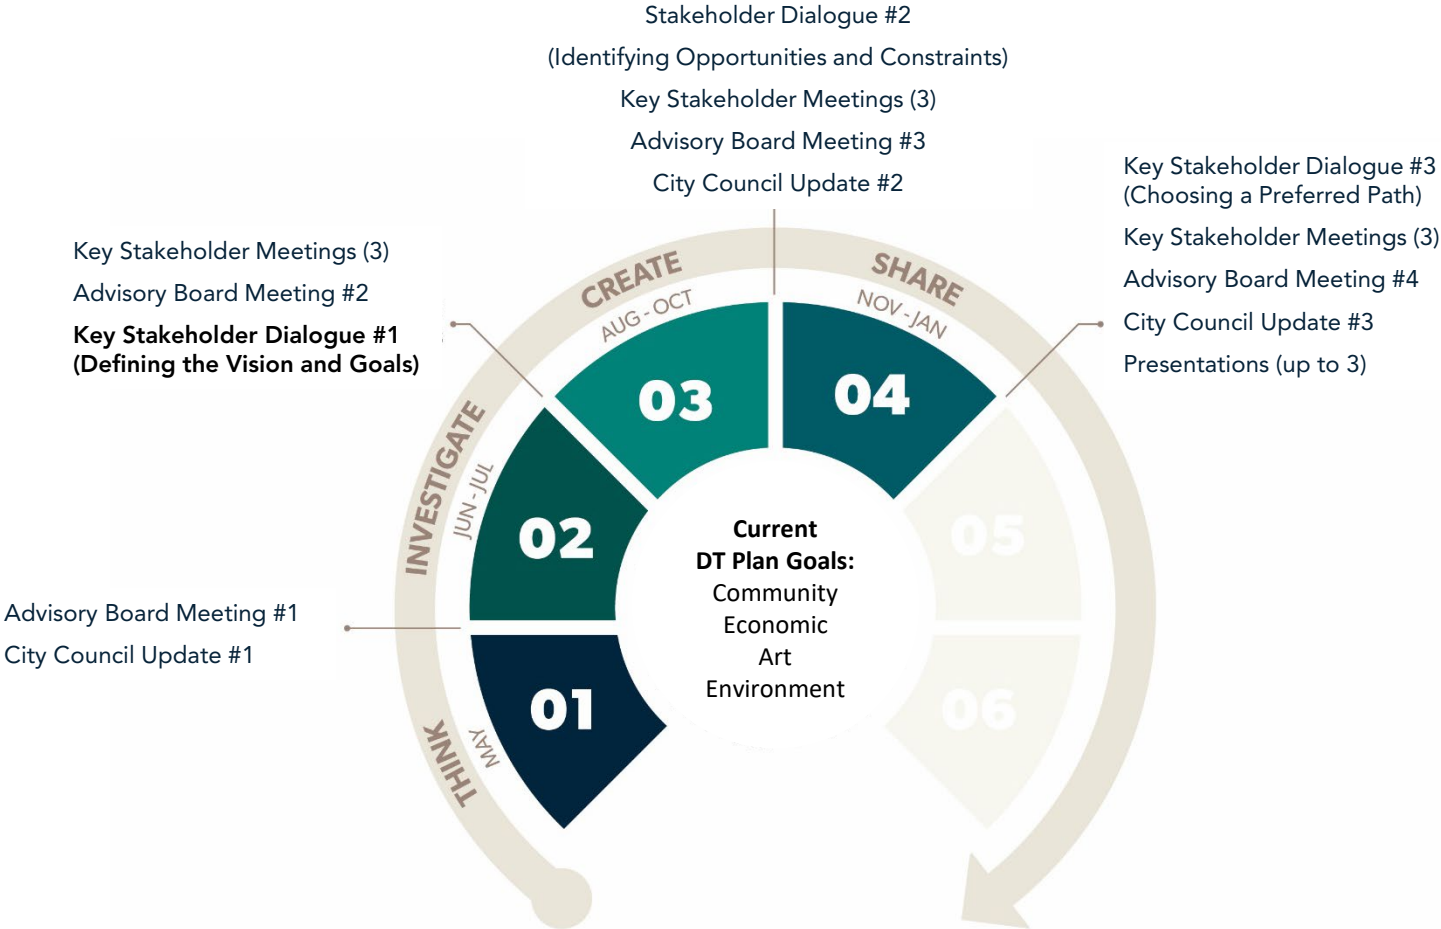 Stakeholder Dialogue #2
(Identifying Opportunities and Constraints)
Key Stakeholder Meetings (3)
Advisory Board Meeting #3
City Council Update #2
Key Stakeholder Dialogue #3
(Choosing a Preferred Path)
Key Stakeholder Meetings (3)
Advisory Board Meeting #4
City Council Update #3
Presentations (up to 3)
Key Stakeholder Meetings (3)
Advisory Board Meeting #2
Key Stakeholder Dialogue #1
(Defining the Vision and Goals)
Advisory Board Meeting #1
City Council Update #1
THINK
MAY
01
INVESTIGATE
JUN-JUL
02
CREATE
AUG-OCT
03
SHARE
NOV-JAN
04
05
06
Current
DT Plan Goals:
Community
Economic
Art
Environment